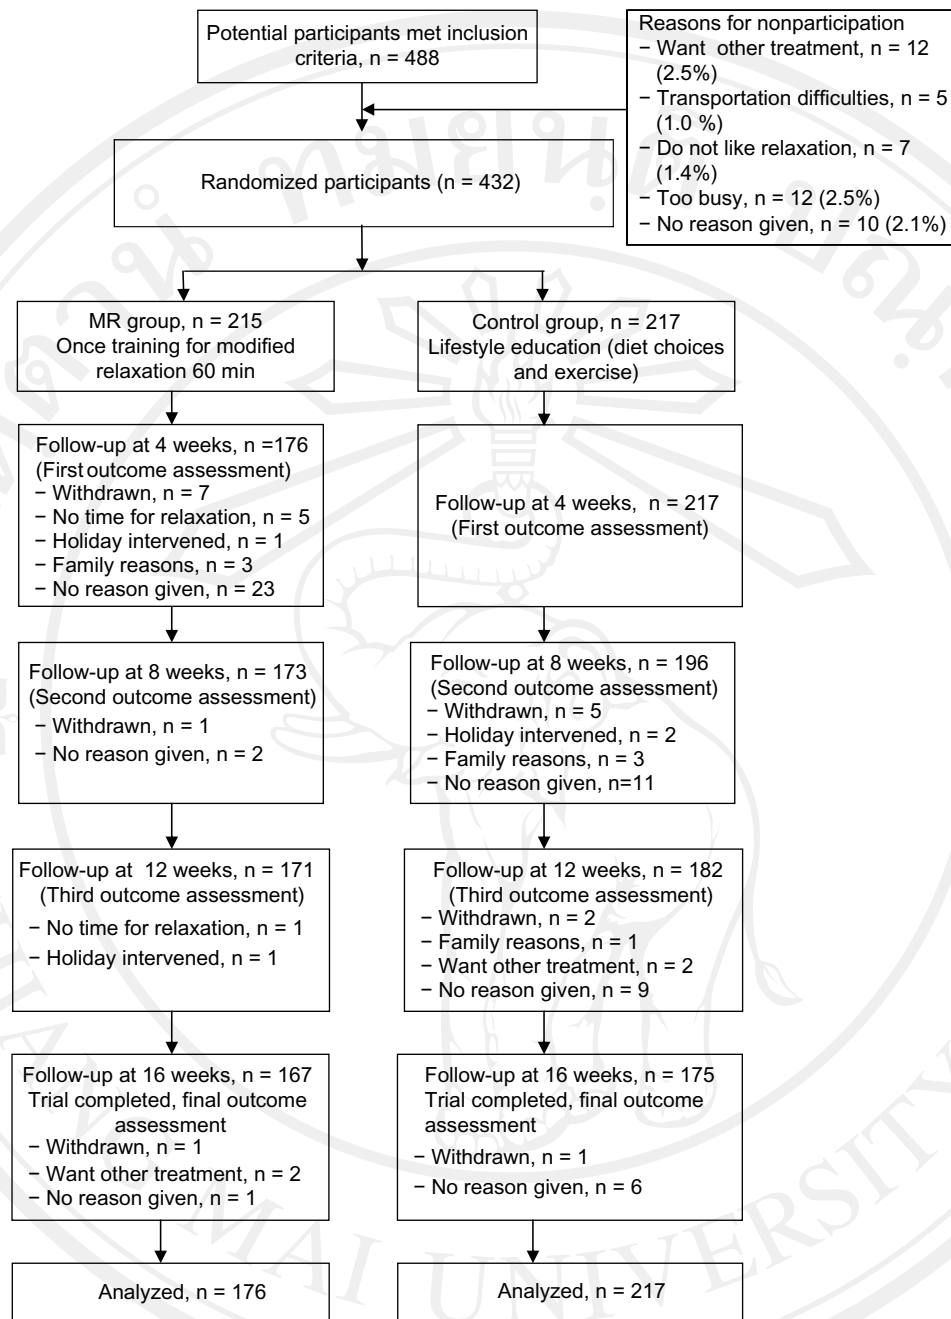 Potential participants met inclusion
criteria, n = 488
Reasons for nonparticipation
− Want other treatment, n = 12
(2.5%)
− Transportation difficulties, n = 5
(1.0 %)
− Do not like relaxation, n = 7
(1.4%)
− Too busy, n = 12 (2.5%)
− No reason given, n = 10 (2.1%)
Randomized participants (n = 432)
MR group, n = 215
Once training for modified
relaxation 60 min
Control group, n = 217
Lifestyle education (diet choices
and exercise)
Follow-up at 4 weeks, n =176
(First outcome assessment)
− Withdrawn, n = 7
− No time for relaxation, n = 5
− Holiday intervened, n = 1
− Family reasons, n = 3
− No reason given, n = 23
Follow-up at 4 weeks, n = 217
(First outcome assessment)
Follow-up at 8 weeks, n = 173
(Second outcome assessment)
− Withdrawn, n = 1
− No reason given, n = 2
Follow-up at 8 weeks, n = 196
(Second outcome assessment)
− Withdrawn, n = 5
− Holiday intervened, n = 2
− Family reasons, n = 3
− No reason given, n=11
Follow-up at 12 weeks, n = 171
(Third outcome assessment)
− No time for relaxation, n = 1
− Holiday intervened, n = 1
Follow-up at 12 weeks, n = 182
(Third outcome assessment)
− Withdrawn, n = 2
− Family reasons, n = 1
− Want other treatment, n = 2
− No reason given, n = 9
Follow-up at 16 weeks, n = 167
Trial completed, final outcome
assessment
− Withdrawn, n = 1
− Want other treatment, n = 2
− No reason given, n = 1
Follow-up at 16 weeks, n = 175
Trial completed, final outcome
assessment
− Withdrawn, n = 1
− No reason given, n = 6
Analyzed, n = 176
Analyzed, n = 217
MAI UNIVERSITY